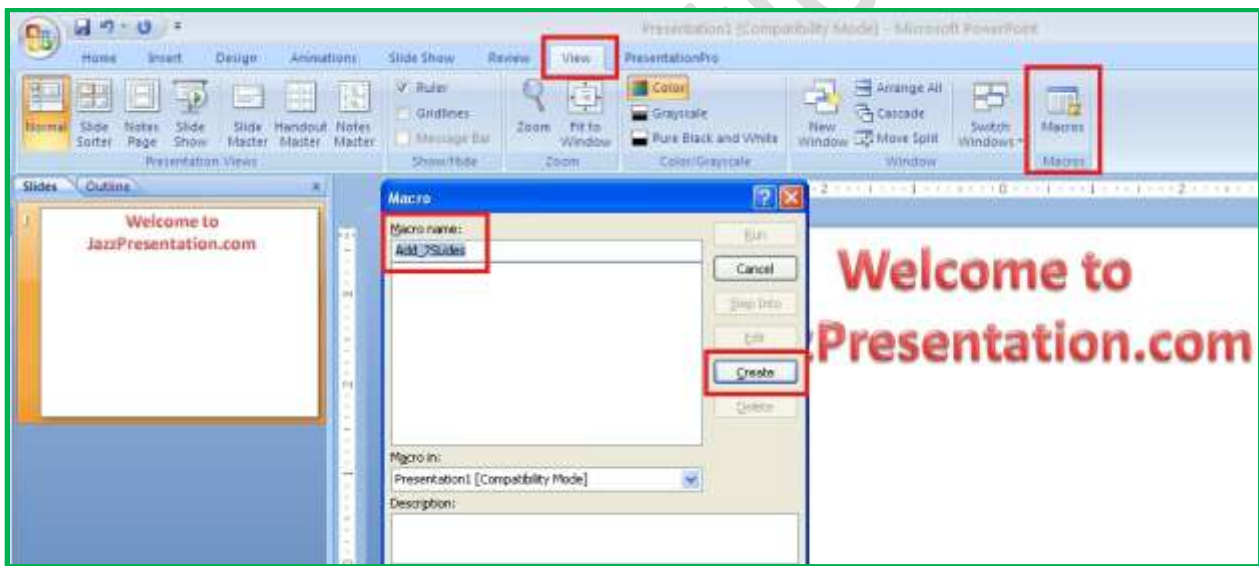 Presentation1 [Compatibility Mode] - Microsoft PowerPoint
Home Insert Design Animations Slide Show Review View PresentationPro
Normal Slide Sorter Notes Page Slide Show Slide Master Handout Master Notes Master
Presentation Views
Ruler
Gridlines
Message Bar
Show/Hide
Zoom Fit to Window
Zoom
Color
Grayscale
Pure Black and White
Color/Grayscale
New Window
Arrange All
Cascade
Move Split
Switch Windows
Window
Macros
Macros
Slides Outline
1
Welcome to
JazzPresentation.com
Macro
Macro name:
Add_7Slides
Run
Cancel
Step Into
Edit
Create
Delete
Macro in:
Presentation1 [Compatibility Mode]
Description:
Welcome to
Presentation.com